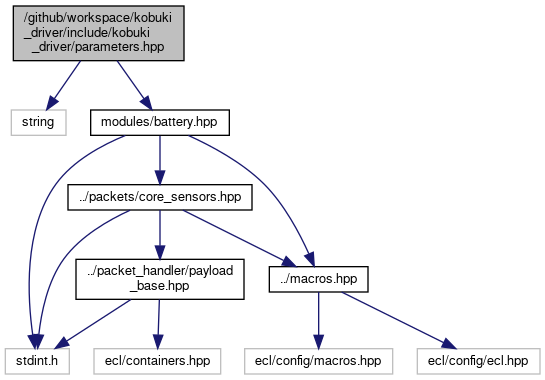 /github/workspace/kobuki
_driver/include/kobuki
_driver/parameters.hpp
string
modules/battery.hpp
../packets/core_sensors.hpp
../packet_handler/payload
_base.hpp
../macros.hpp
stdint.h
ecl/containers.hpp
ecl/config/macros.hpp
ecl/config/ecl.hpp